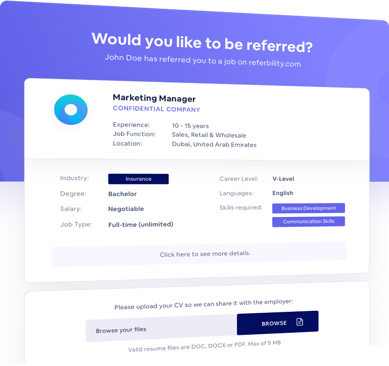 Would you like to be referred?
John Doe has referred you to a job on referbility.com
Marketing Manager
CONFIDENTIAL COMPANY
Experience: 10 - 15 years
Job Function: Sales, Retail & Wholesale
Location: Dubai, United Arab Emirates
Industry: Insurance
Career Level: V-Level
Degree: Bachelor
Languages: English
Salary: Negotiable
Skills required: Business Development
Communication Skills
Job Type: Full-time (unlimited)
Click here to see more details.
Please upload your CV so we can share it with the employer:
Browse your files
BROWSE
Valid resume files are DOC, DOCX or PDF. Max of 5 MB